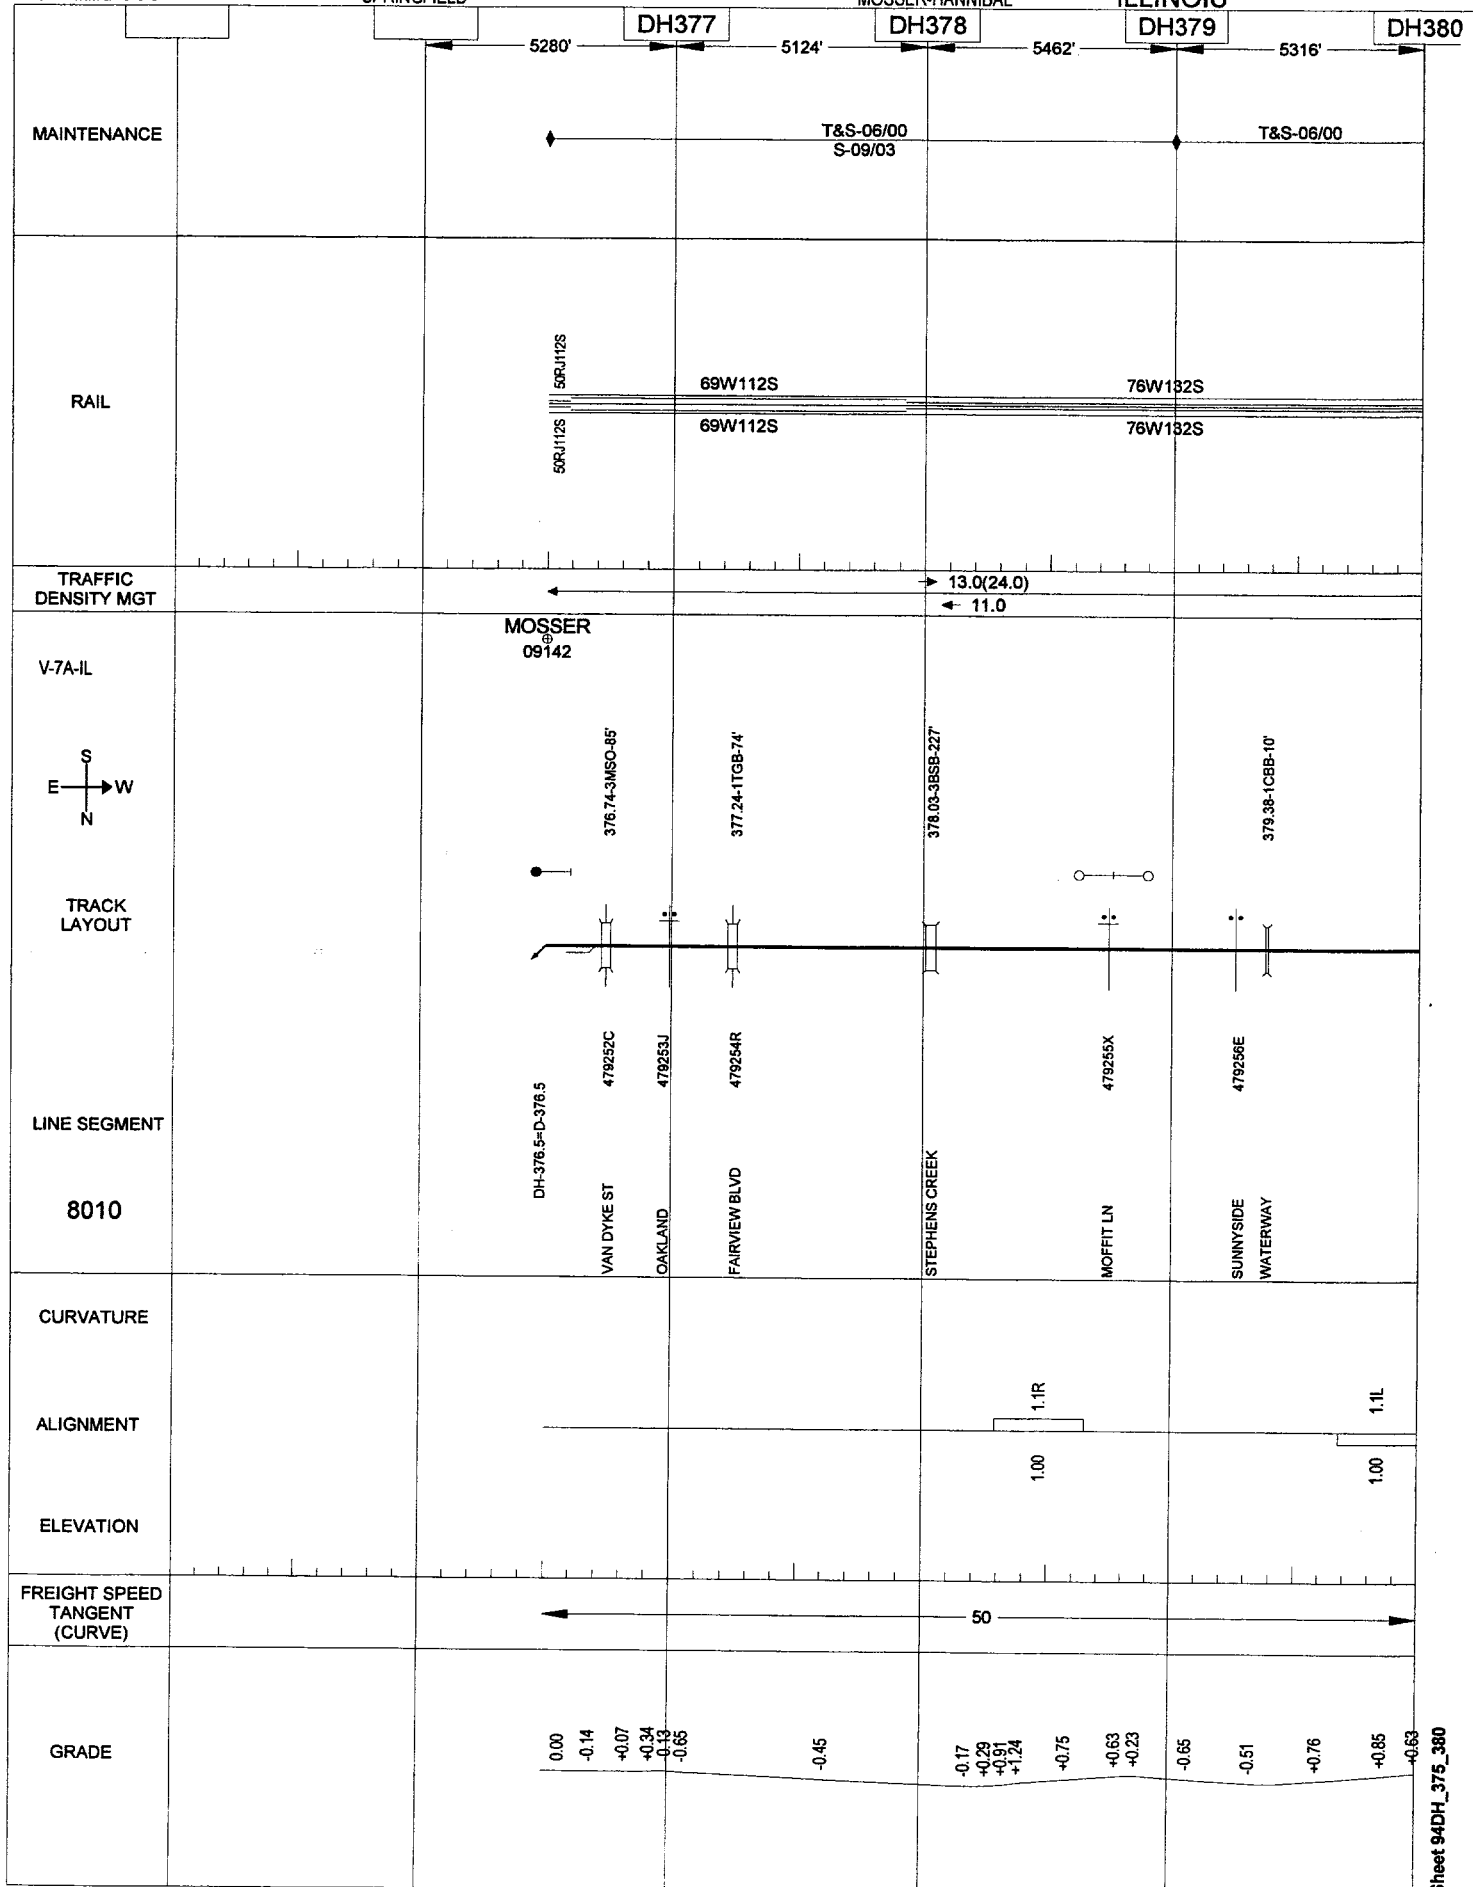 ILLINOIS
DH377
DH378
DH379
DH380
5280'
5124'
5462'
5316'
MAINTENANCE
T&S-06/00
S-09/03
T&S-06/00
RAIL
50RJ112S
50RJ112S
69W112S
69W112S
76W132S
76W132S
TRAFFIC
DENSITY MGT
13.0(24.0)
11.0
MOSSER
09142
V-7A-IL
S
E W
N
376.74-3MSO-85'
377.24-1TGB-74'
378.03-3BSB-227'
379.38-1CBB-10'
TRACK
LAYOUT
479252C
479253J
479254R
479255X
479256E
LINE SEGMENT
8010
DH-376.5=D-376.5
VAN DYKE ST
OAKLAND
FAIRVIEW BLVD
STEPHENS CREEK
MOFFIT LN
SUNNYSIDE
WATERWAY
CURVATURE
ALIGNMENT
1.1R
1.1L
1.00
1.00
ELEVATION
FREIGHT SPEED
TANGENT
(CURVE)
50
GRADE
0.00
-0.14
+0.07
+0.34
-0.13
-0.65
-0.45
-0.17
+0.29
+0.91
+1.24
+0.75
+0.63
+0.23
-0.65
-0.51
+0.76
+0.85
+0.63
Sheet 94DH_375_380